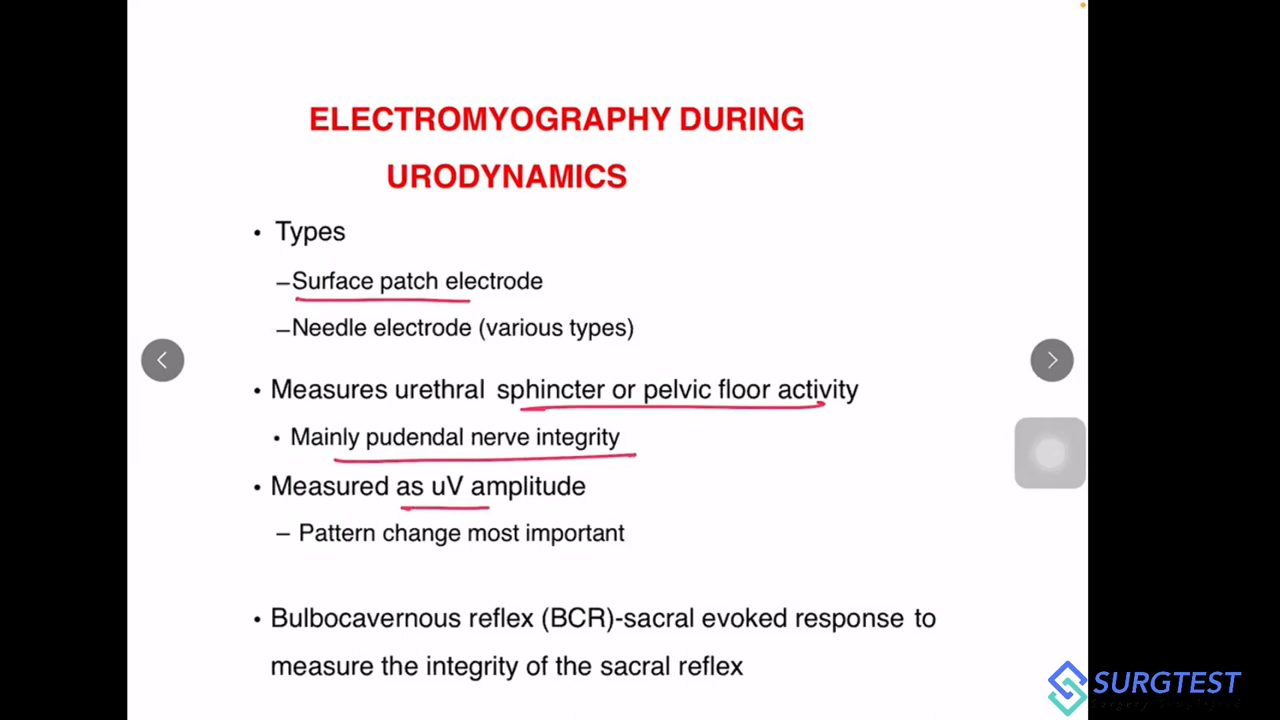 ELECTROMYOGRAPHY DURING
URODYNAMICS
• Types
–Surface patch electrode
–Needle electrode (various types)
• Measures urethral sphincter or pelvic floor activity
• Mainly pudendal nerve integrity
• Measured as uV amplitude
– Pattern change most important
• Bulbocavernous reflex (BCR)-sacral evoked response to
measure the integrity of the sacral reflex
SURGTEST
Surgery Simplified